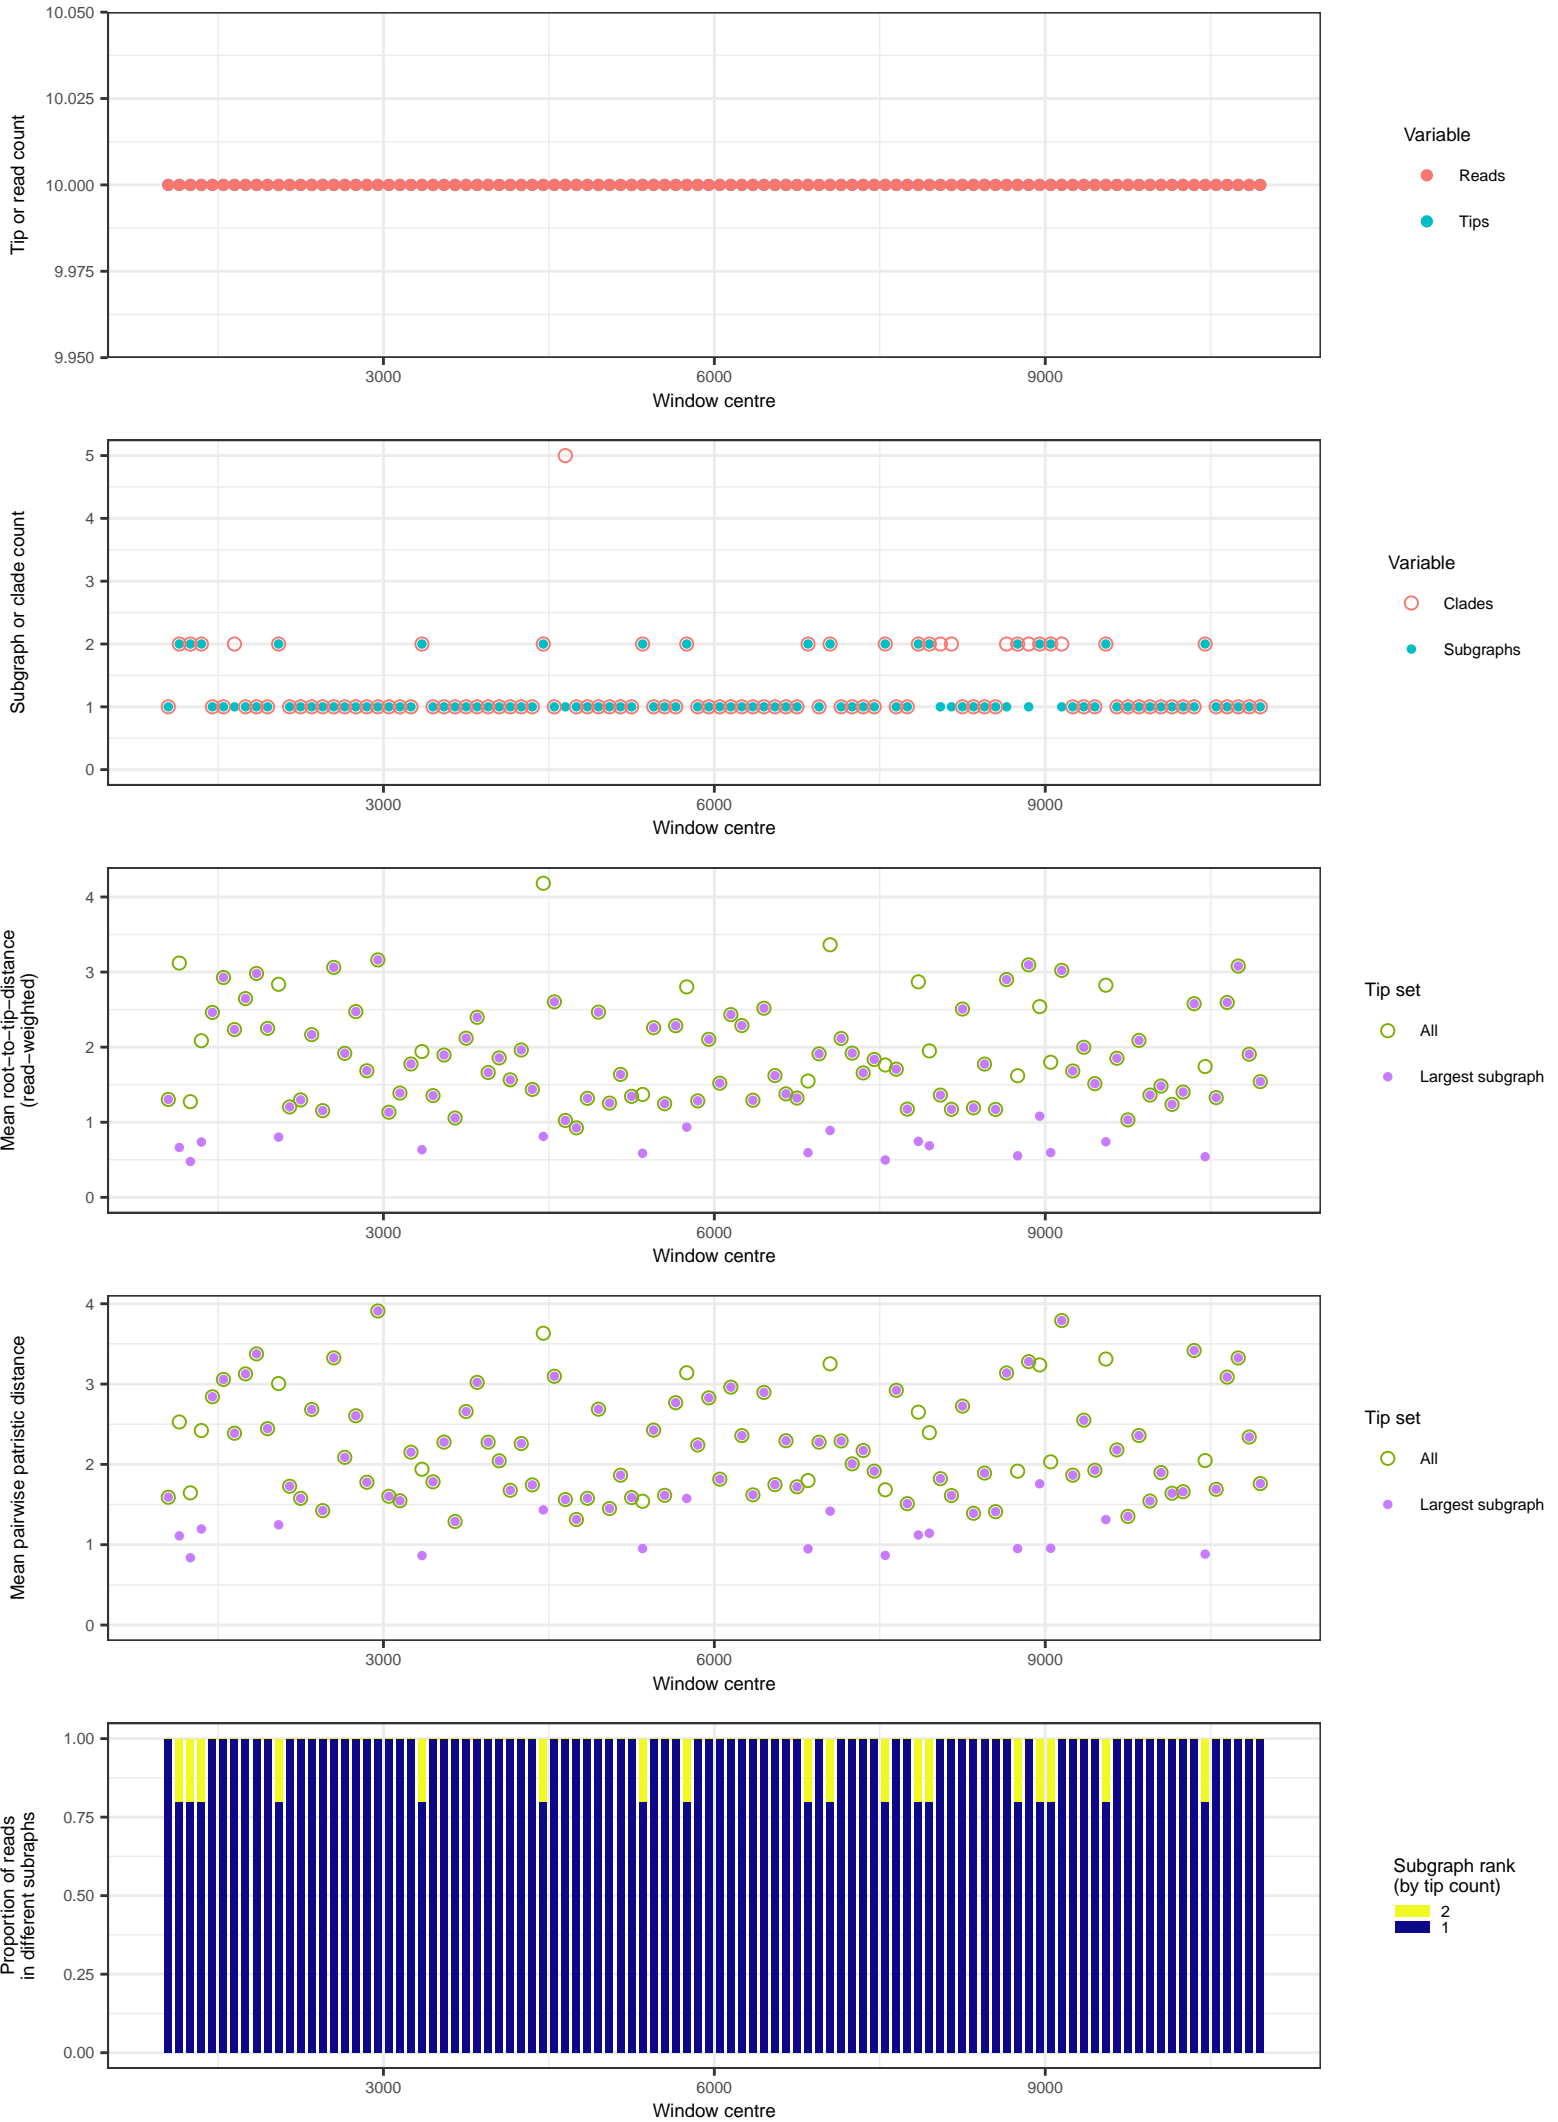 10.050
10.025
10.000
9.975
9.950
Tip or read count
3000
6000
9000
Window centre
Variable
Reads
Tips
5
4
3
2
1
0
Subgraph or clade count
3000
6000
9000
Window centre
Variable
Clades
Subgraphs
4
3
2
1
0
Mean root−to−tip−distance
(read−weighted)
3000
6000
9000
Window centre
Tip set
All
Largest subgraph
4
3
2
1
0
Mean pairwise patristic distance
3000
6000
9000
Window centre
Tip set
All
Largest subgraph
1.00
0.75
0.50
0.25
0.00
Proportion of reads
in different subraphs
3000
6000
9000
Window centre
Subgraph rank
(by tip count)
2
1